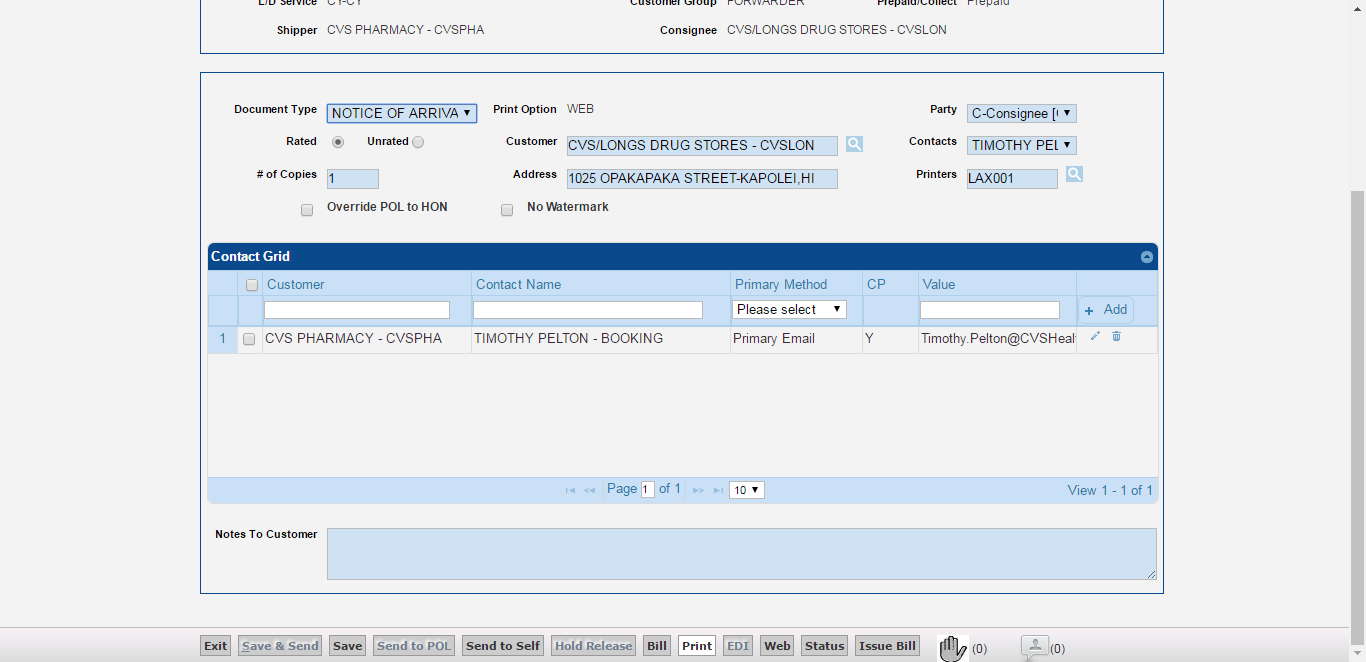 L/D Service CY-CY Customer Group FORWARDER Prepaid/Collect Prepaid
Shipper CVS PHARMACY - CVSPHA Consignee CVS/LONGS DRUG STORES - CVSLON
Document Type NOTICE OF ARRIVA Print Option WEB Party C-Consignee [(
Rated Unrated Customer CVS/LONGS DRUG STORES - CVSLON Contacts TIMOTHY PEL
# of Copies 1 Address 1025 OPAKAPAKA STREET-KAPOLEI,HI Printers LAX001
Override POL to HON No Watermark
Contact Grid
Customer Contact Name Primary Method CP Value
Please select + Add
1 CVS PHARMACY - CVSPHA TIMOTHY PELTON - BOOKING Primary Email Y Timothy.Pelton@CVSHeal
Page 1 of 1 10 View 1 - 1 of 1
Notes To Customer
Exit Save & Send Save Send to POL Send to Self Hold Release Bill Print EDI Web Status Issue Bill (0) (0)